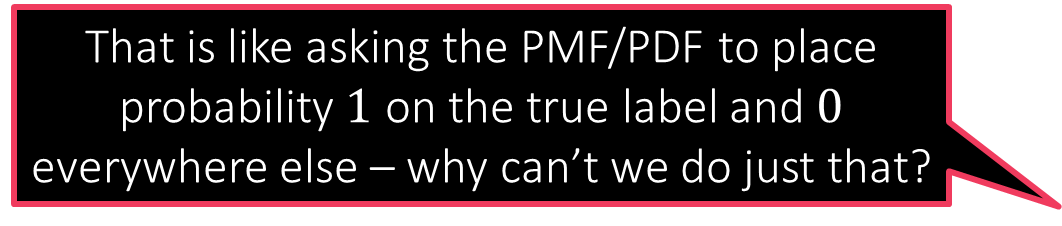 That is like asking the PMF/PDF to place
probability 1 on the true label and 0
everywhere else – why can’t we do just that?